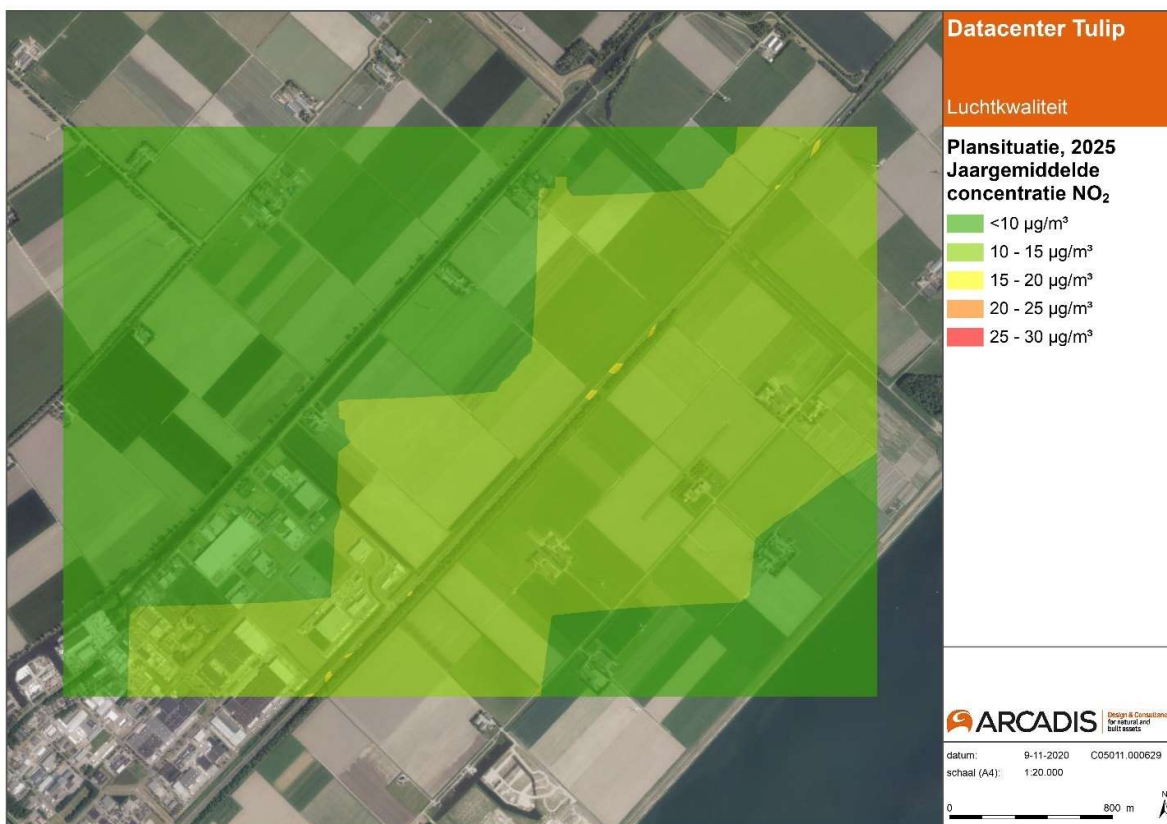 Datacenter Tulip
Luchtkwaliteit
Plansituatie, 2025
Jaargemiddelde
concentratie NO₂
<10 µg/m³
10 - 15 µg/m³
15 - 20 µg/m³
20 - 25 µg/m³
25 - 30 µg/m³
ARCADIS
Design & Consultancy
for natural and
built assets
datum: 9-11-2020 C05011.000629
schaal (A4): 1:20.000
0 800 m
N